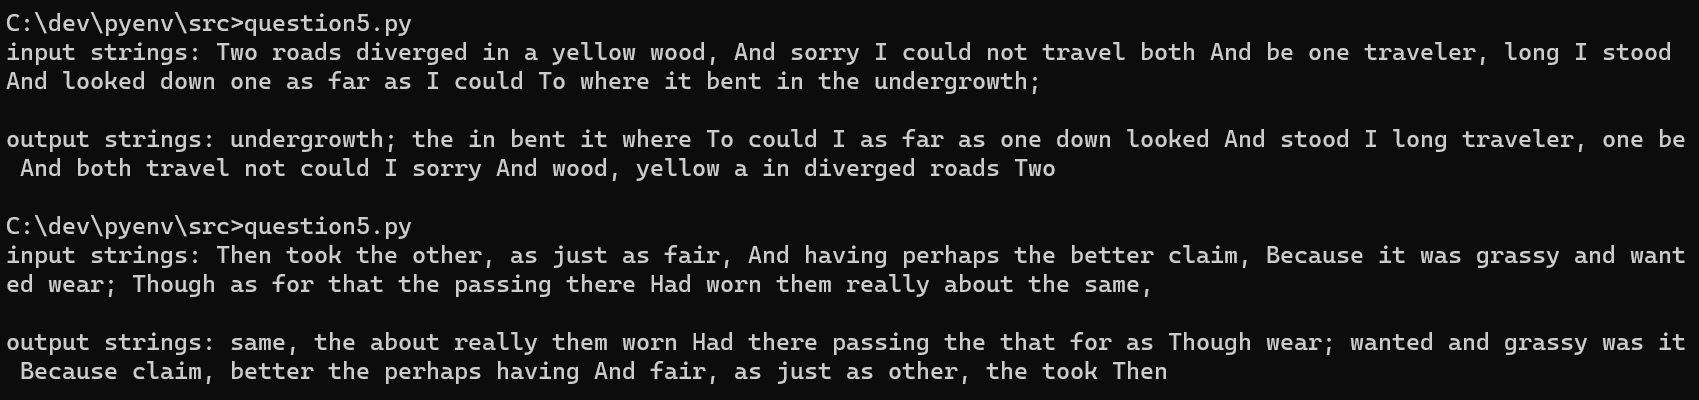 C:\dev\pyenv\src>question5.py
input strings: Two roads diverged in a yellow wood, And sorry I could not travel both And be one traveler, long I stood
And looked down one as far as I could To where it bent in the undergrowth;
output strings: undergrowth; the in bent it where To could I as far as one down looked And stood I long traveler, one be
And both travel not could I sorry And wood, yellow a in diverged roads Two
C:\dev\pyenv\src>question5.py
input strings: Then took the other, as just as fair, And having perhaps the better claim, Because it was grassy and want
ed wear; Though as for that the passing there Had worn them really about the same,
output strings: same, the about really them worn Had there passing the that for as Though wear; wanted and grassy was it
Because claim, better the perhaps having And fair, as just as other, the took Then